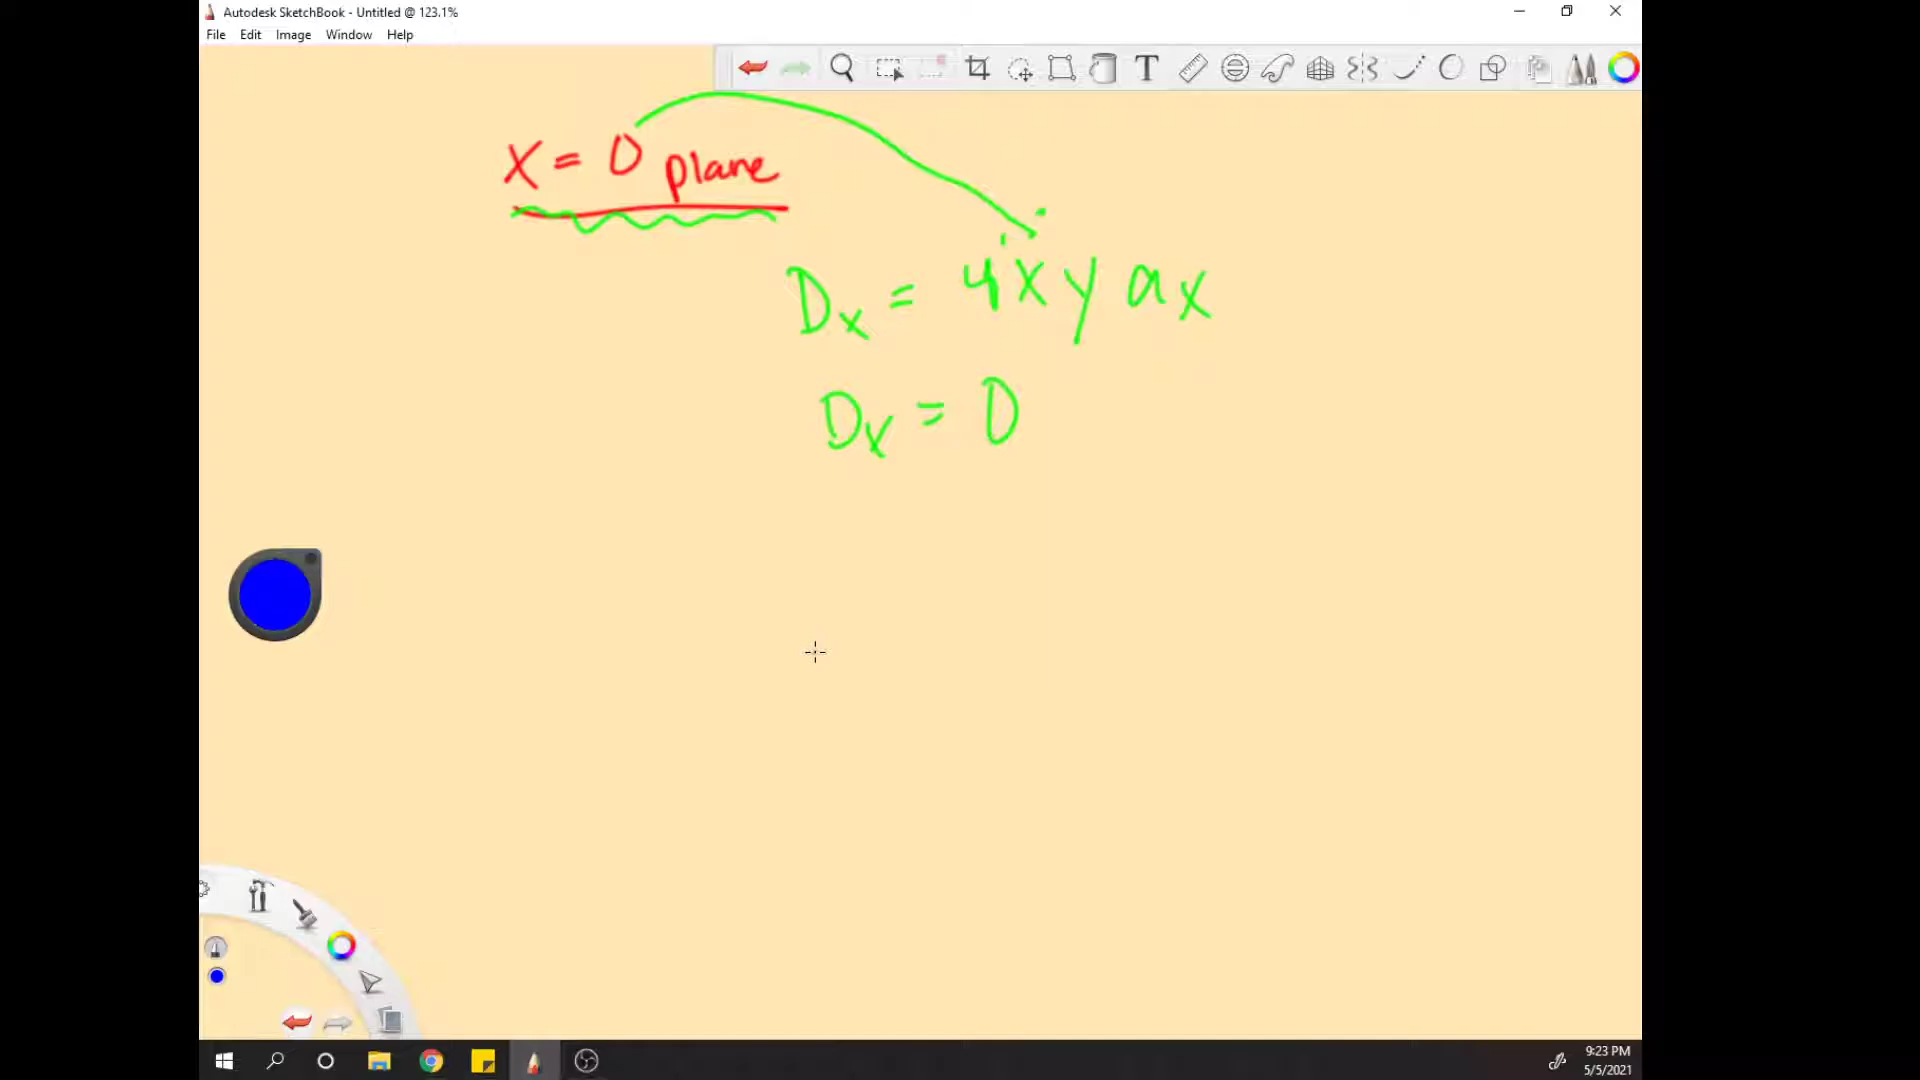 Autodesk SketchBook - Untitled @ 123.1%
File Edit Image Window Help
T
x = 0 plane
Dx = 4xy ax
Dx = 0
9:23 PM
5/5/2021